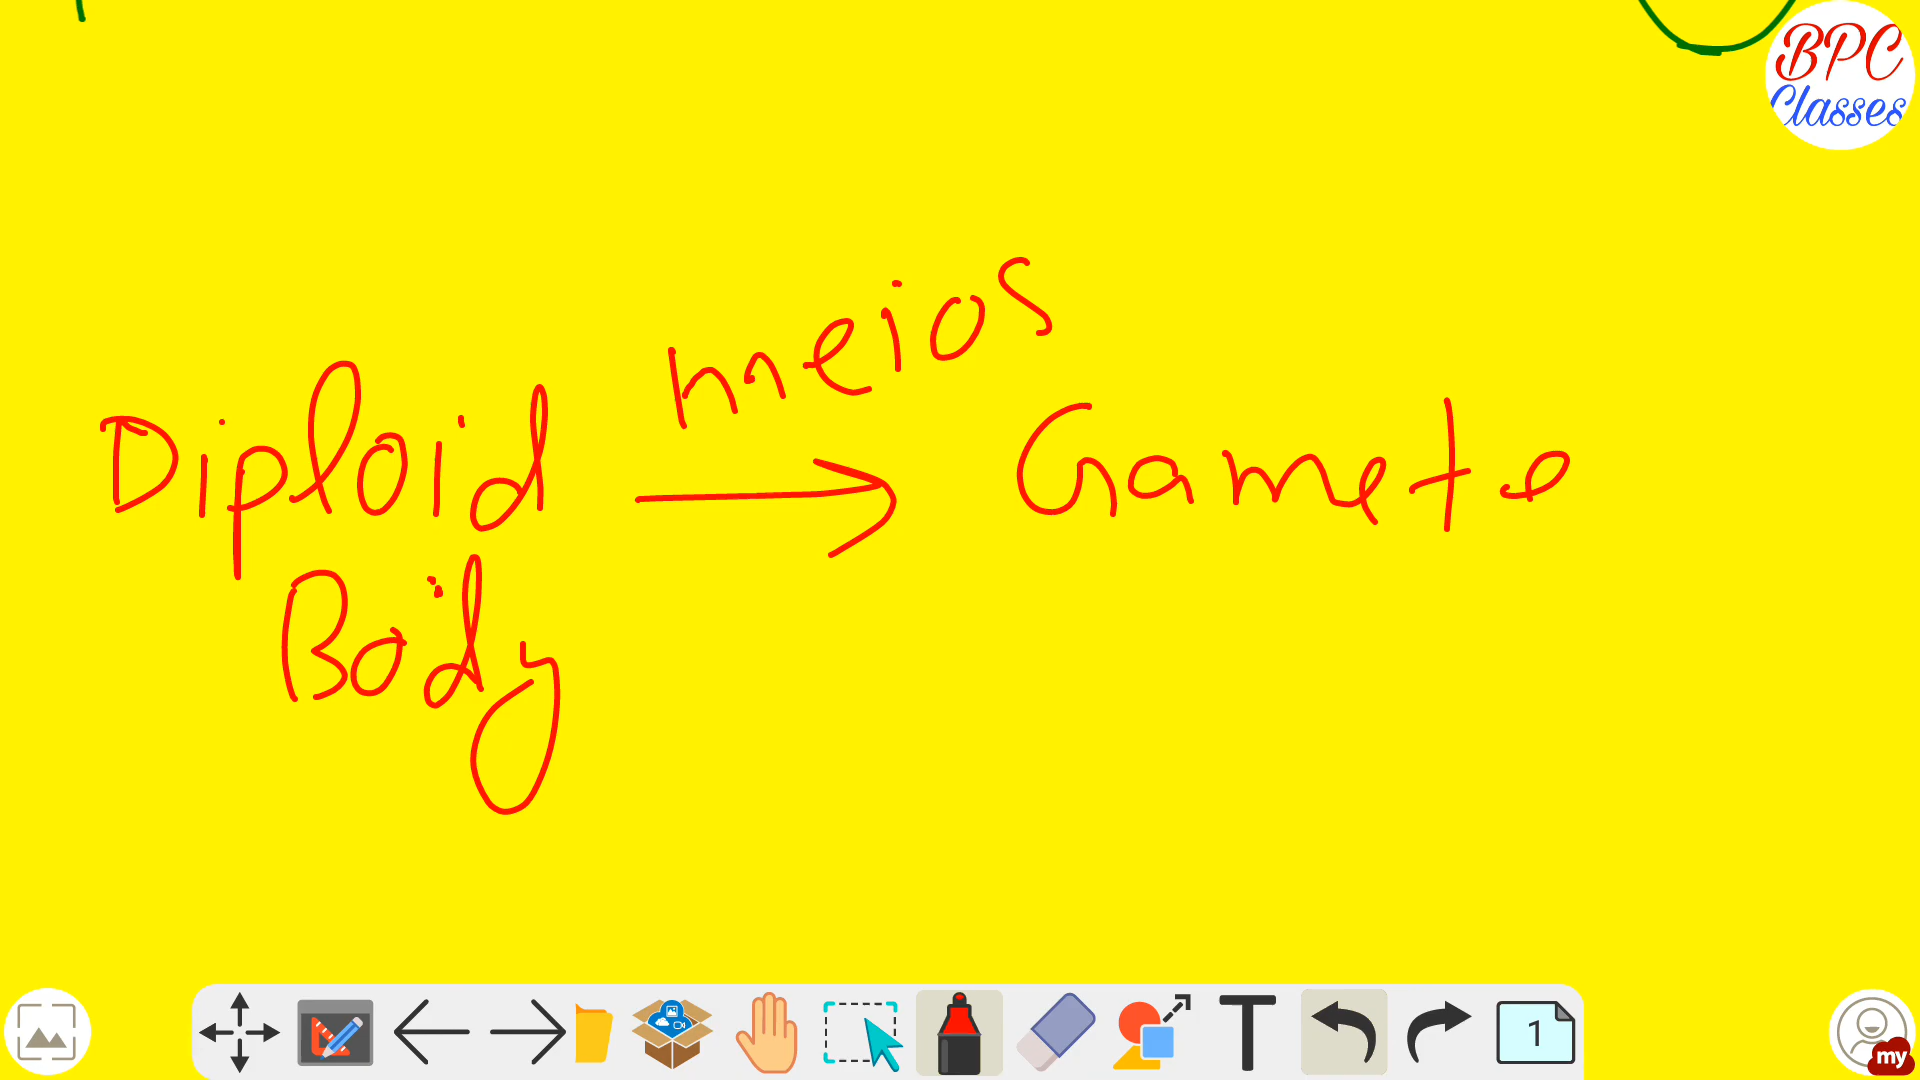 BPC
Classes
meios
Diploid → Gamete
Body
1
my